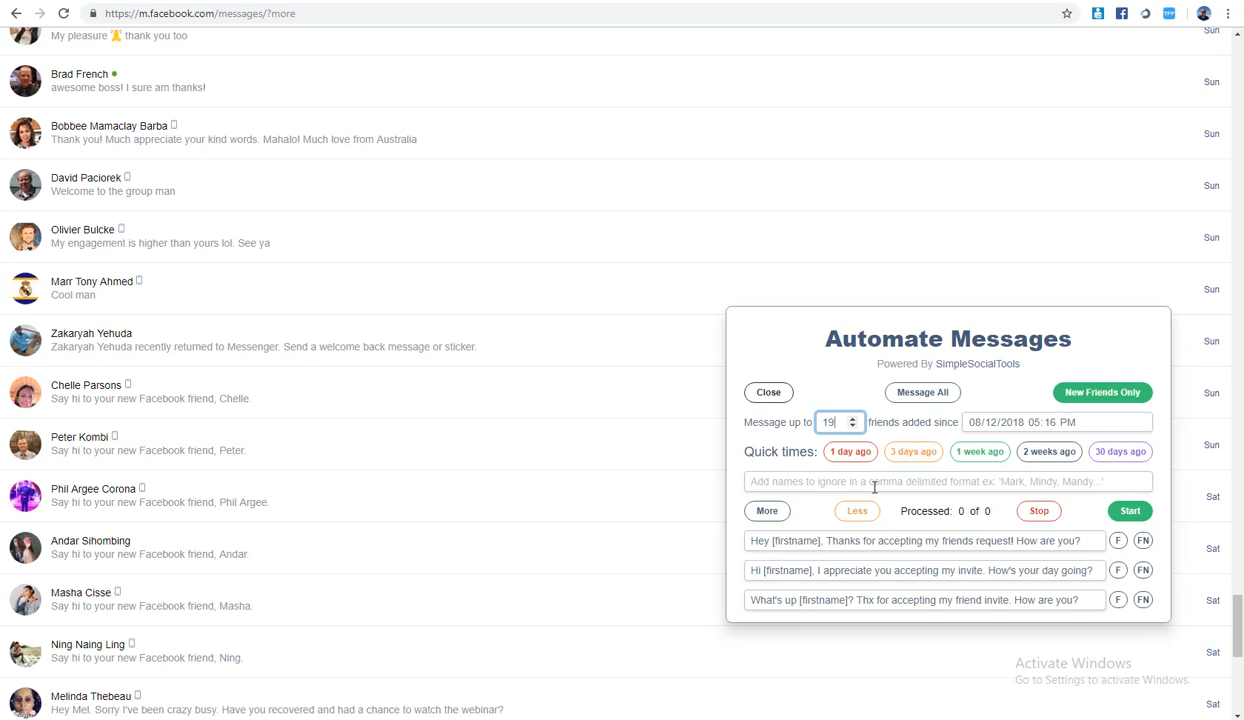 https://m.facebook.com/messages/?more
My pleasure 🙌 thank you too
Sun
Brad French
awesome boss! I sure am thanks!
Sun
Bobbee Mamaclay Barba
Thank you! Much appreciate your kind words. Mahalo! Much love from Australia
Sun
David Paciorek
Welcome to the group man
Sun
Olivier Bulcke
My engagement is higher than yours lol. See ya
Sun
Marr Tony Ahmed
Cool man
Sun
Zakaryah Yehuda
Zakaryah Yehuda recently returned to Messenger. Send a welcome back message or sticker.
Sun
Chelle Parsons
Say hi to your new Facebook friend, Chelle.
Sun
Peter Kombi
Say hi to your new Facebook friend, Peter.
Sun
Phil Argee Corona
Say hi to your new Facebook friend, Phil Argee.
Sat
Andar Sihombing
Say hi to your new Facebook friend, Andar.
Sat
Masha Cisse
Say hi to your new Facebook friend, Masha.
Sat
Ning Naing Ling
Say hi to your new Facebook friend, Ning.
Sat
Melinda Thebeau
Hey Mel. Sorry I've been crazy busy. Have you recovered and had a chance to watch the webinar?
Sat
Automate Messages
Powered By SimpleSocialTools
Close Message All New Friends Only
Message up to 19 friends added since 08/12/2018 05:16 PM
Quick times: 1 day ago 3 days ago 1 week ago 2 weeks ago 30 days ago
Add names to ignore in a comma delimited format ex: 'Mark, Mindy, Mandy...'
More Less Processed: 0 of 0 Stop Start
Hey [firstname], Thanks for accepting my friends request! How are you? F FN
Hi [firstname], I appreciate you accepting my invite. How's your day going? F FN
What's up [firstname]? Thx for accepting my friend invite. How are you? F FN
Activate Windows
Go to Settings to activate Windows.